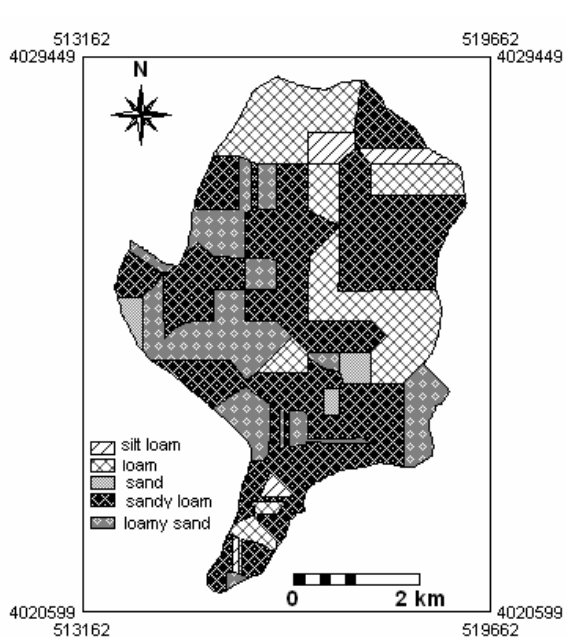 513162 519662
4029449 4029449
N
silt loam
loam
sand
sandy loam
loamy sand
0 2 km
4020599 4020599
513162 519662